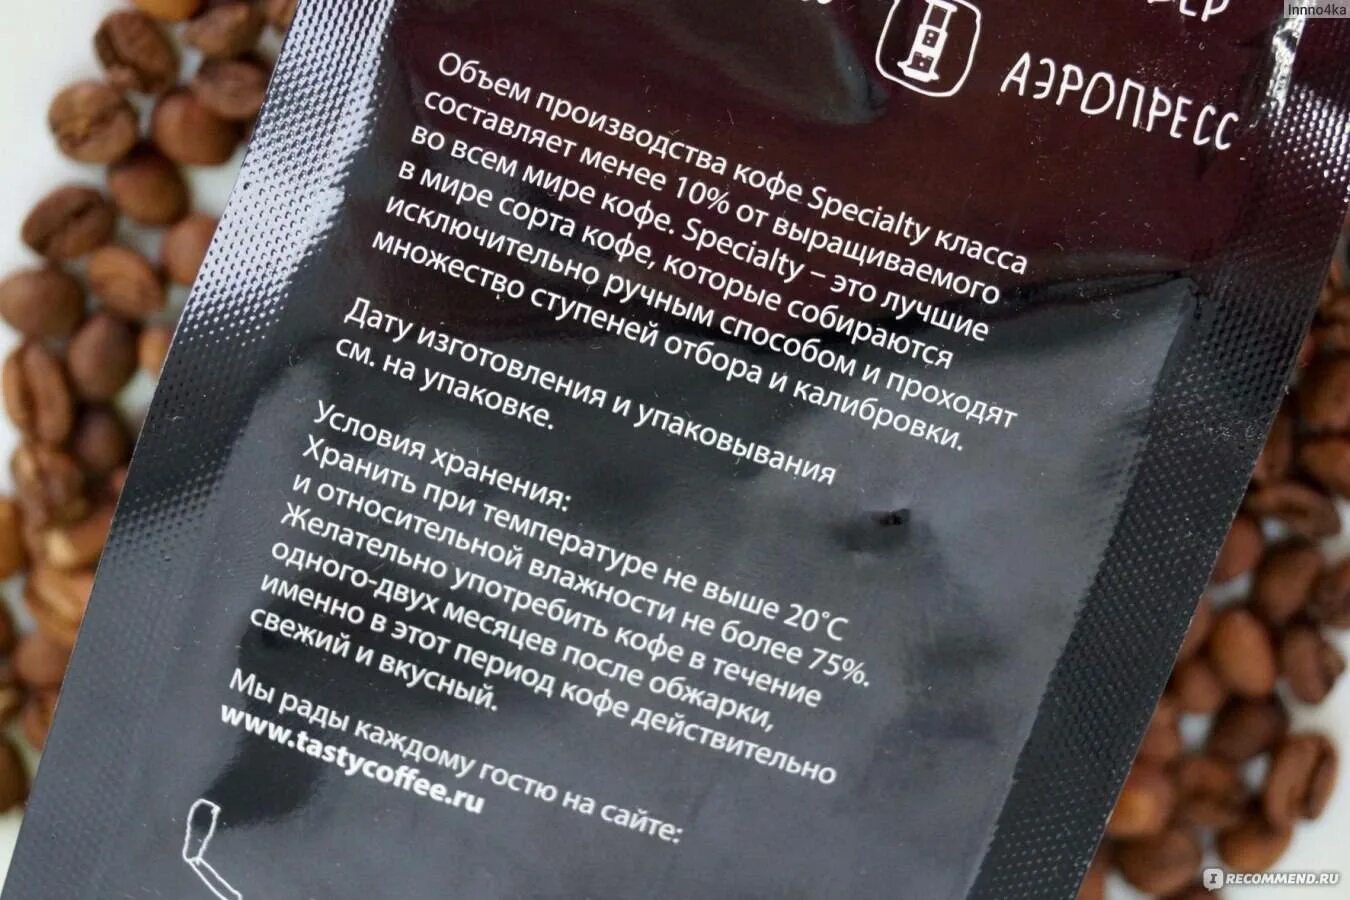 Innno4ka
АЭРОПРЕСС
Объем производства кофе Specialty класса
составляет менее 10% от выращиваемого
во всем мире кофе. Specialty – это лучшие
в мире сорта кофе, которые собираются
исключительно ручным способом и проходят
множество ступеней отбора и калибровки.
Дату изготовления и упаковывания
см. на упаковке.
Условия хранения:
Хранить при температуре не выше 20°C
и относительной влажности не более 75%.
Желательно употребить кофе в течение
одного-двух месяцев после обжарки,
именно в этот период кофе действительно
свежий и вкусный.
Мы рады каждому гостю на сайте:
www.tastycoffee.ru
RECOMMEND.RU